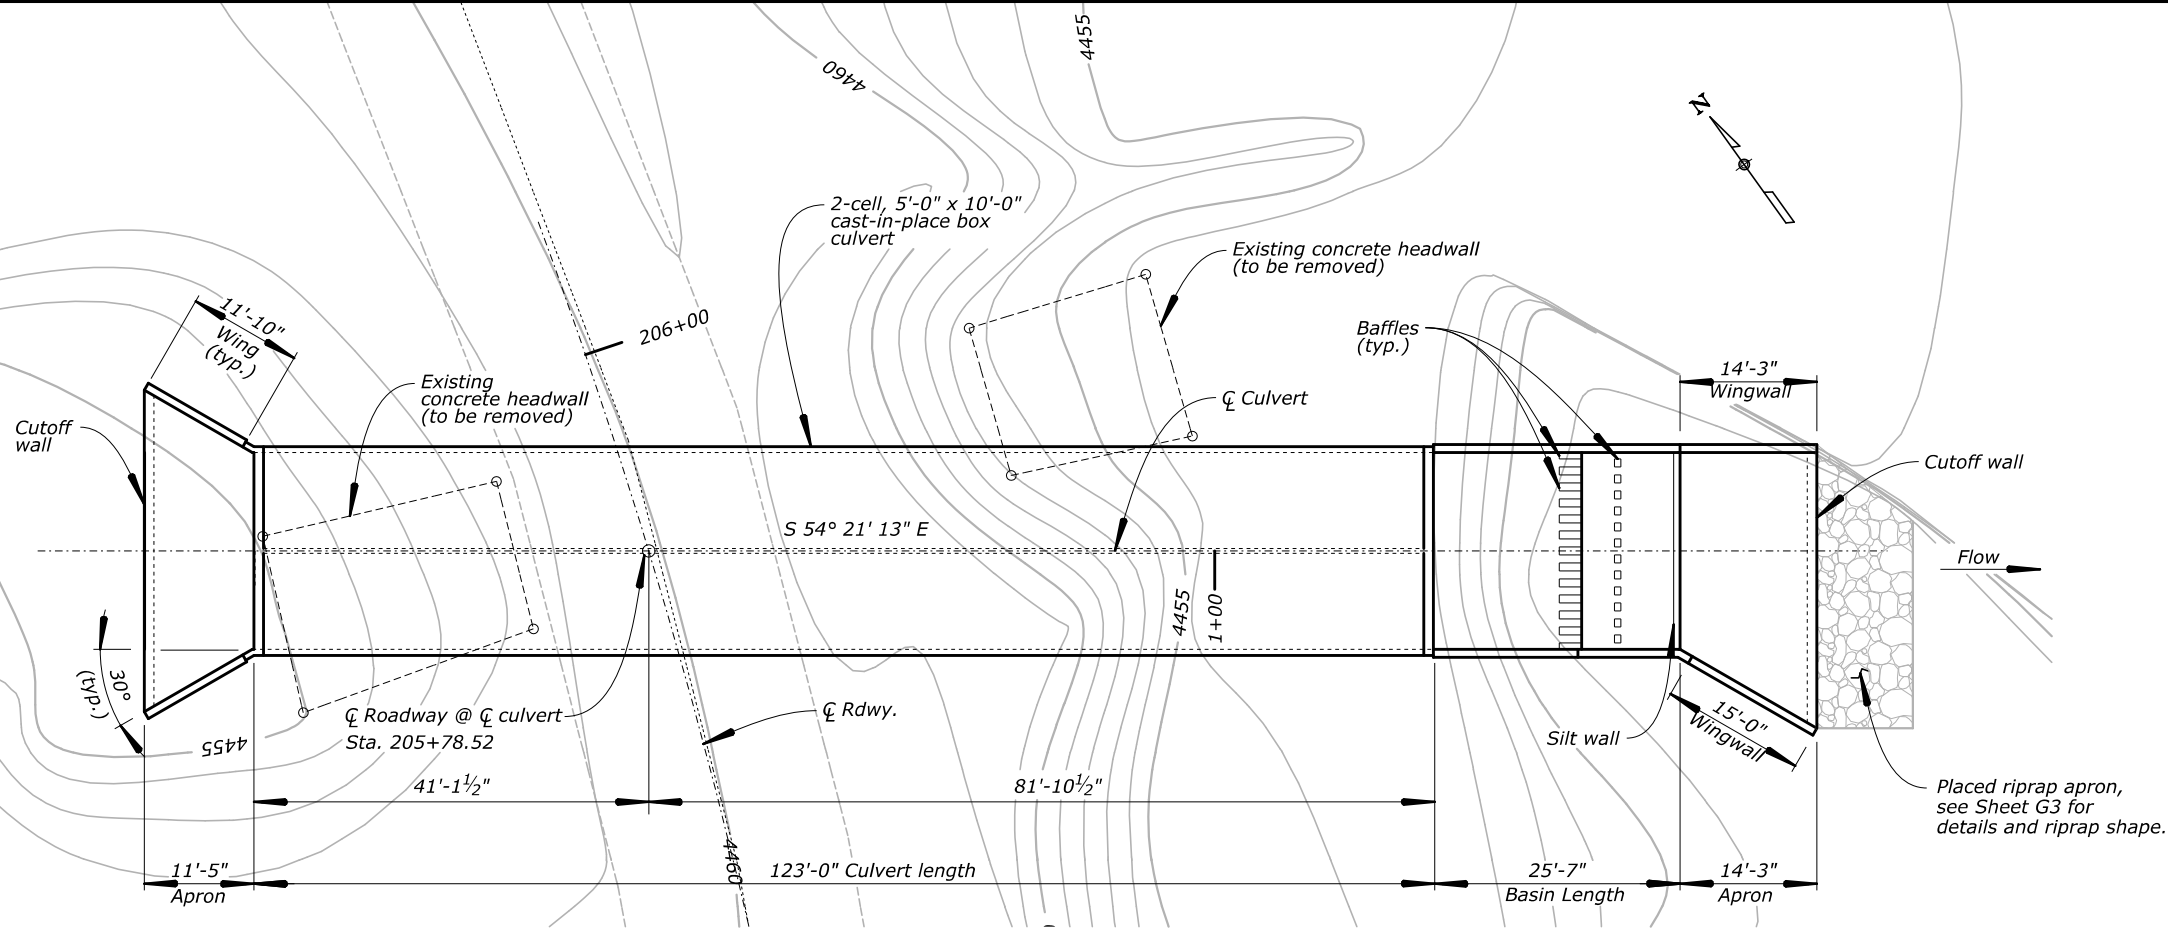 4455
4460
N
2-cell, 5'-0" x 10'-0"
cast-in-place box
culvert
Existing concrete headwall
(to be removed)
11'-10"
Wing
(typ.)
206+00
Baffles
(typ.)
14'-3"
Wingwall
Existing
concrete headwall
(to be removed)
℄ Culvert
Cutoff
wall
Cutoff wall
S 54° 21' 13" E
Flow
4455
1+00
30°
(typ.)
℄ Roadway @ ℄ culvert
Sta. 205+78.52
℄ Rdwy.
15'-0"
Wingwall
Silt wall
4455
41'-1½"
81'-10½"
Placed riprap apron,
see Sheet G3 for
details and riprap shape.
4460
11'-5"
Apron
123'-0" Culvert length
25'-7"
Basin Length
14'-3"
Apron